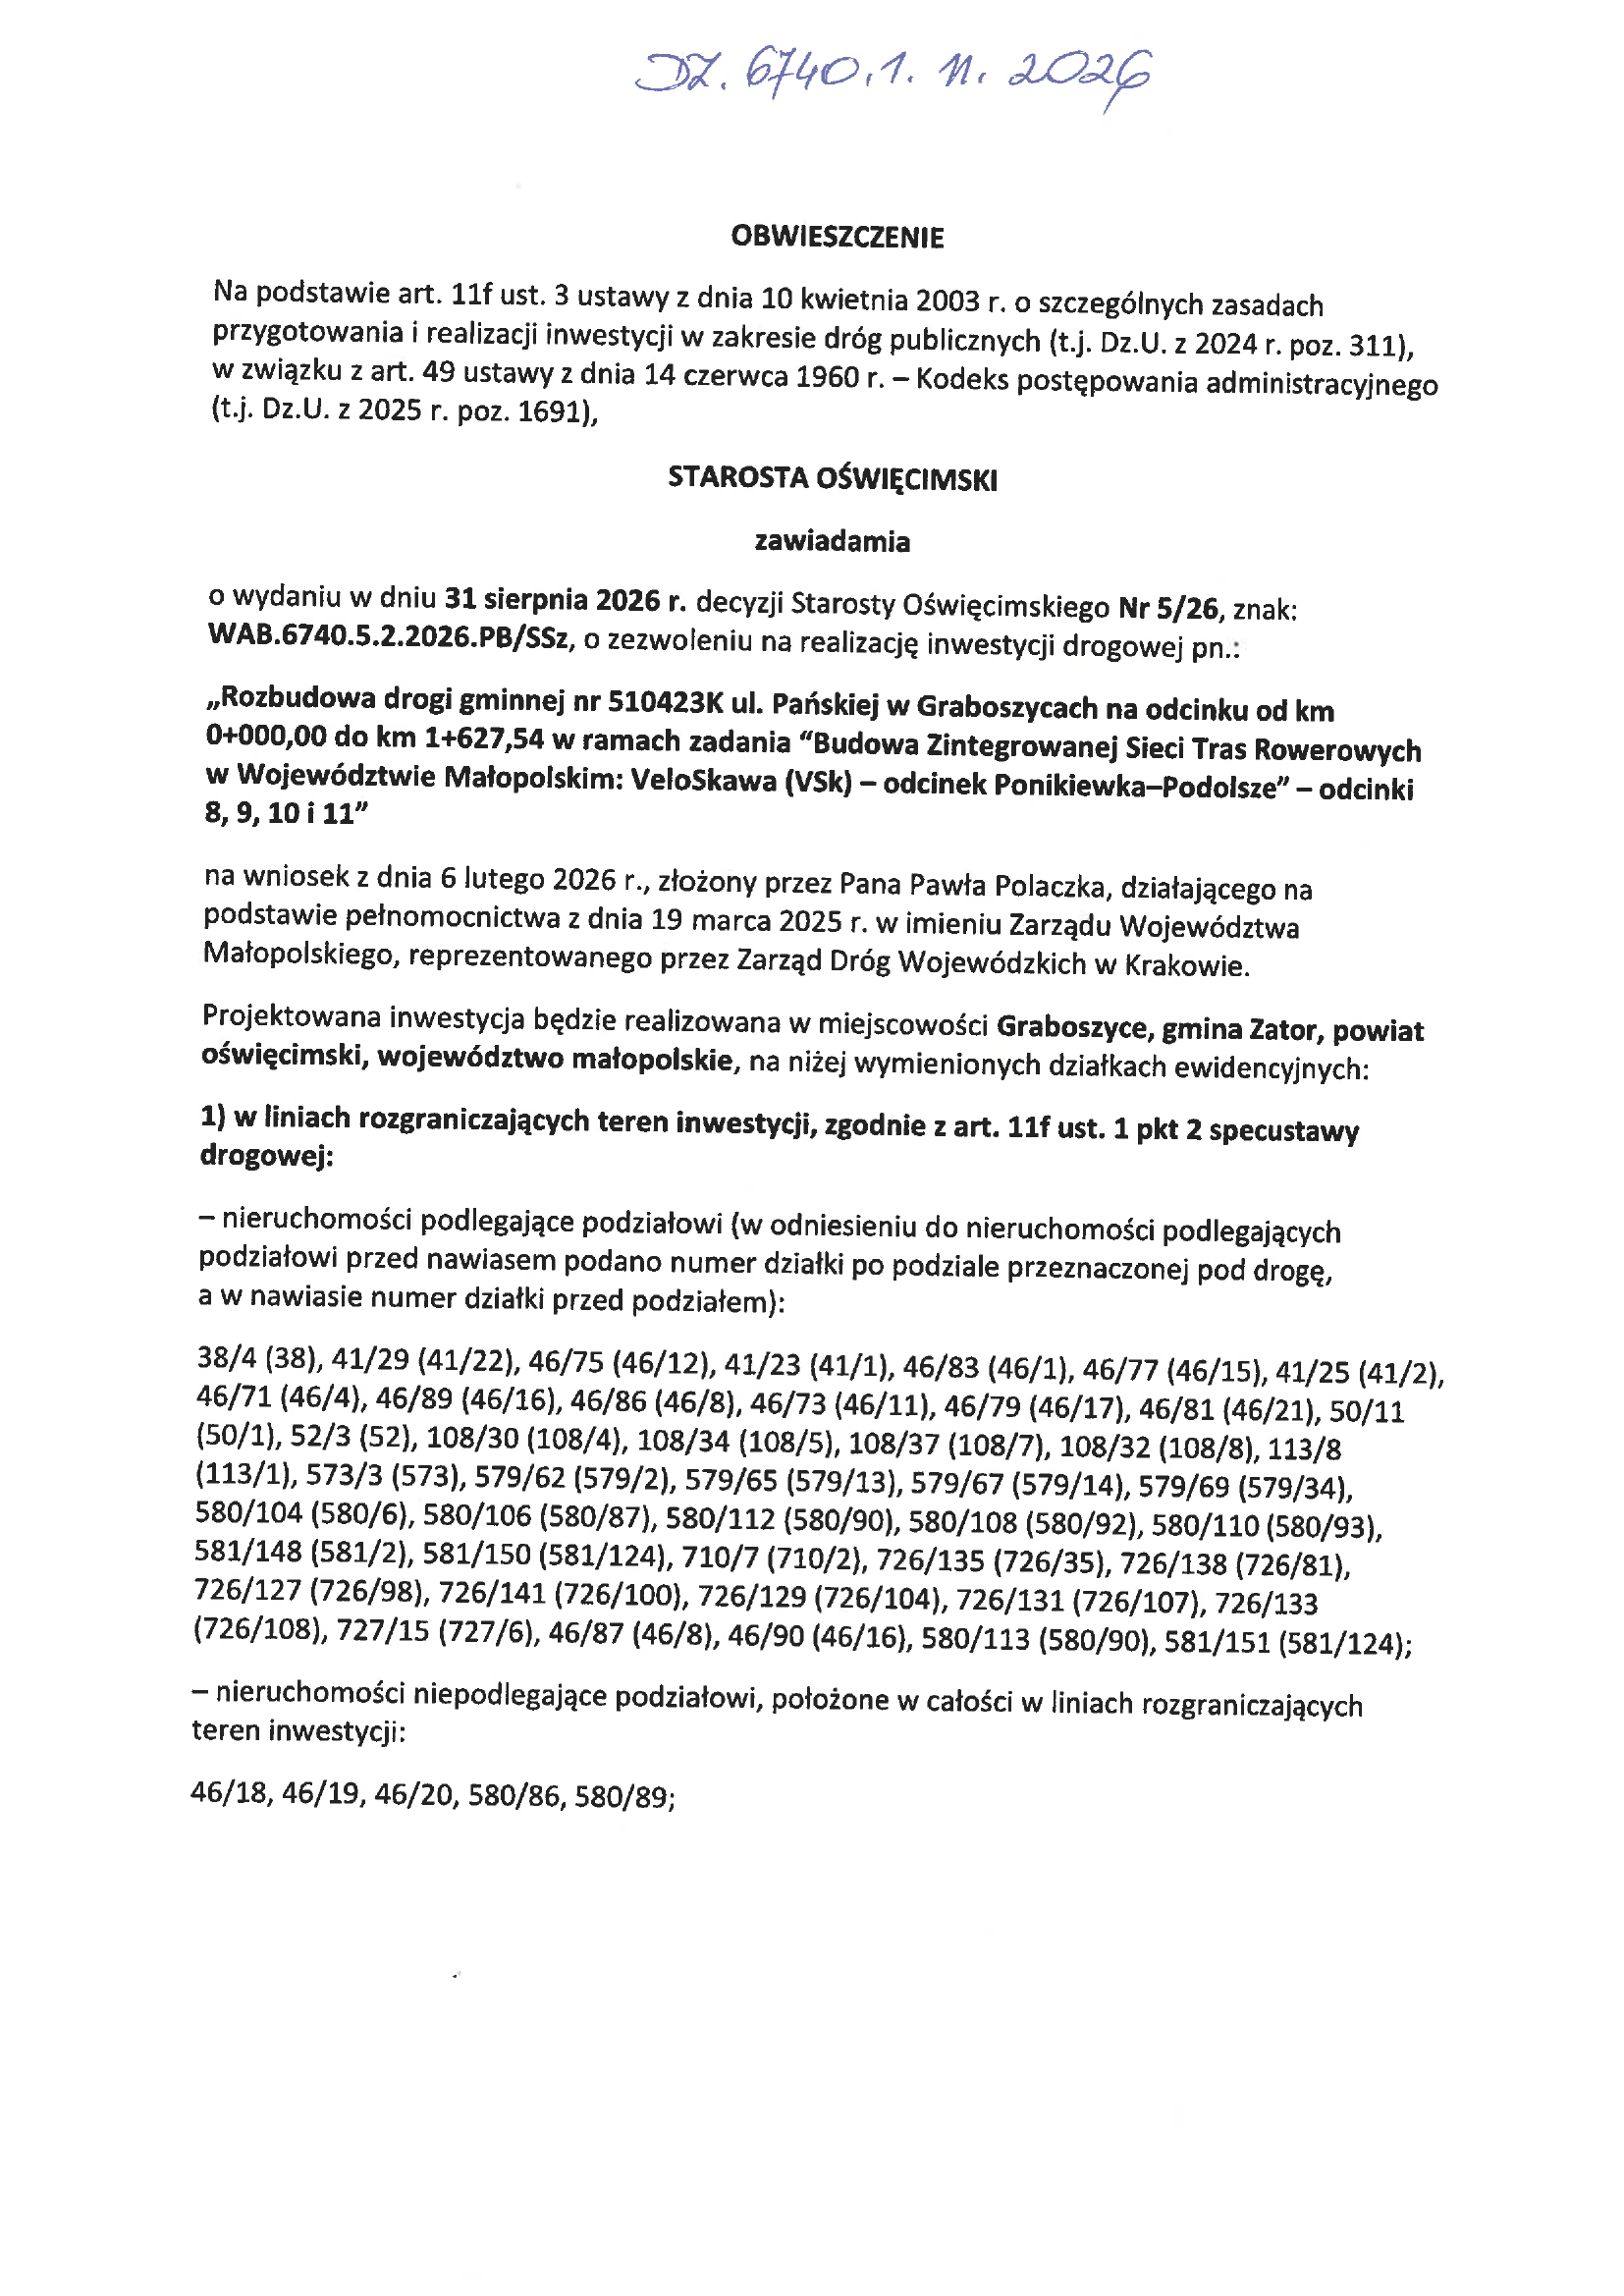 DZ. 6740.1. 11. 2026
OBWIESZCZENIE
Na podstawie art. 11f ust. 3 ustawy z dnia 10 kwietnia 2003 r. o szczególnych zasadach
przygotowania i realizacji inwestycji w zakresie dróg publicznych (t.j. Dz.U. z 2024 r. poz. 311),
w związku z art. 49 ustawy z dnia 14 czerwca 1960 r. – Kodeks postępowania administracyjnego
(t.j. Dz.U. z 2025 r. poz. 1691),
STAROSTA OŚWIĘCIMSKI
zawiadamia
o wydaniu w dniu 31 sierpnia 2026 r. decyzji Starosty Oświęcimskiego Nr 5/26, znak:
WAB.6740.5.2.2026.PB/SSz, o zezwoleniu na realizację inwestycji drogowej pn.:
„Rozbudowa drogi gminnej nr 510423K ul. Pańskiej w Graboszycach na odcinku od km
0+000,00 do km 1+627,54 w ramach zadania “Budowa Zintegrowanej Sieci Tras Rowerowych
w Województwie Małopolskim: VeloSkawa (VSk) – odcinek Ponikiewka–Podolsze” – odcinki
8, 9, 10 i 11”
na wniosek z dnia 6 lutego 2026 r., złożony przez Pana Pawła Polaczka, działającego na
podstawie pełnomocnictwa z dnia 19 marca 2025 r. w imieniu Zarządu Województwa
Małopolskiego, reprezentowanego przez Zarząd Dróg Wojewódzkich w Krakowie.
Projektowana inwestycja będzie realizowana w miejscowości Graboszyce, gmina Zator, powiat
oświęcimski, województwo małopolskie, na niżej wymienionych działkach ewidencyjnych:
1) w liniach rozgraniczających teren inwestycji, zgodnie z art. 11f ust. 1 pkt 2 specustawy
drogowej:
– nieruchomości podlegające podziałowi (w odniesieniu do nieruchomości podlegających
podziałowi przed nawiasem podano numer działki po podziale przeznaczonej pod drogę,
a w nawiasie numer działki przed podziałem):
38/4 (38), 41/29 (41/22), 46/75 (46/12), 41/23 (41/1), 46/83 (46/1), 46/77 (46/15), 41/25 (41/2),
46/71 (46/4), 46/89 (46/16), 46/86 (46/8), 46/73 (46/11), 46/79 (46/17), 46/81 (46/21), 50/11
(50/1), 52/3 (52), 108/30 (108/4), 108/34 (108/5), 108/37 (108/7), 108/32 (108/8), 113/8
(113/1), 573/3 (573), 579/62 (579/2), 579/65 (579/13), 579/67 (579/14), 579/69 (579/34),
580/104 (580/6), 580/106 (580/87), 580/112 (580/90), 580/108 (580/92), 580/110 (580/93),
581/148 (581/2), 581/150 (581/124), 710/7 (710/2), 726/135 (726/35), 726/138 (726/81),
726/127 (726/98), 726/141 (726/100), 726/129 (726/104), 726/131 (726/107), 726/133
(726/108), 727/15 (727/6), 46/87 (46/8), 46/90 (46/16), 580/113 (580/90), 581/151 (581/124);
– nieruchomości niepodlegające podziałowi, położone w całości w liniach rozgraniczających
teren inwestycji:
46/18, 46/19, 46/20, 580/86, 580/89;